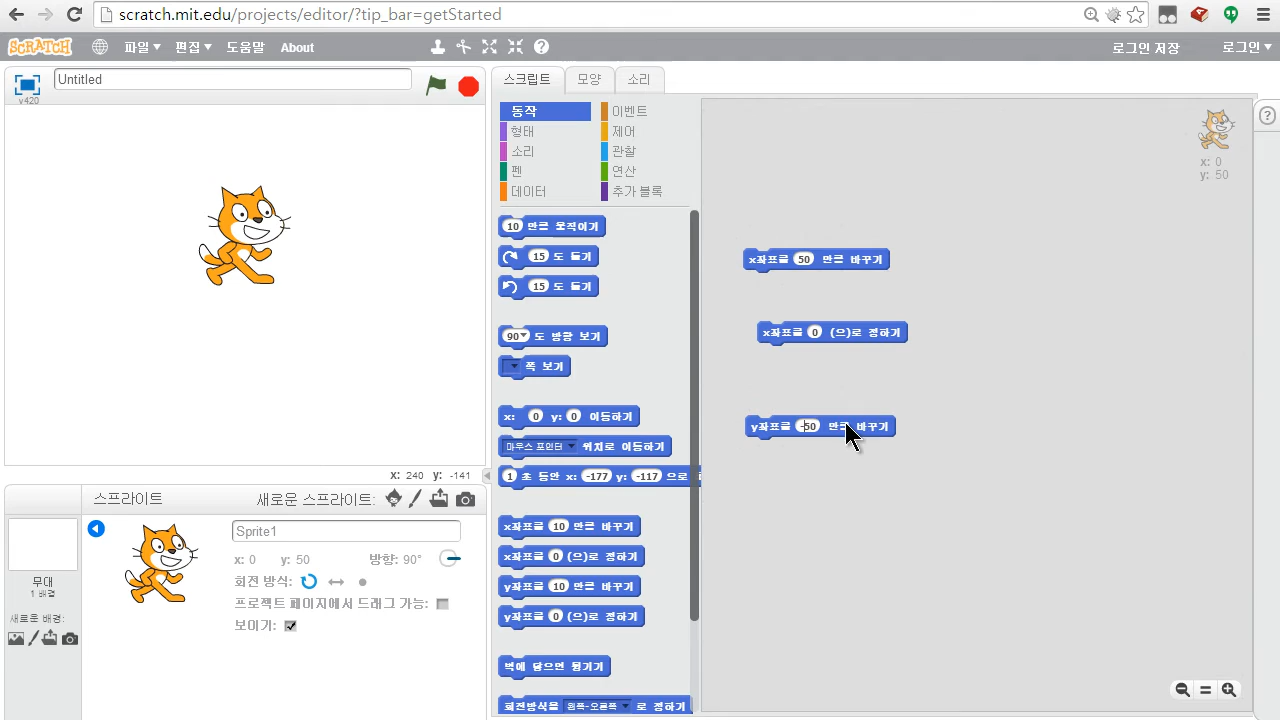 scratch.mit.edu/projects/editor/?tip_bar=getStarted
SCRATCH 파일▼ 편집▼ 도움말 About 로그인 저장 로그인▼
Untitled
v420
스크립트 모양 소리
동작 이벤트
형태 제어
소리 관찰
펜 연산
데이터 추가 블록
x: 0
y: 50
10 만큼 움직이기
15 도 돌기
15 도 돌기
90▼ 도 방향 보기
▼ 쪽 보기
x: 0 y: 0 이동하기
마우스 포인터 ▼ 위치로 이동하기
1 초 동안 x: -177 y: -117 으로
x좌표를 10 만큼 바꾸기
x좌표를 0 (으)로 정하기
y좌표를 10 만큼 바꾸기
y좌표를 0 (으)로 정하기
벽에 닿으면 튕기기
회전방식을 왼쪽-오른쪽 ▼ 로 정하기
x좌표를 50 만큼 바꾸기
x좌표를 0 (으)로 정하기
y좌표를 -50 만큼 바꾸기
x: 240 y: -141
스프라이트 새로운 스프라이트:
Sprite1
x: 0 y: 50 방향: 90°
회전 방식:
프로젝트 페이지에서 드래그 가능:
보이기:
무대
1 배경
새로운 배경: